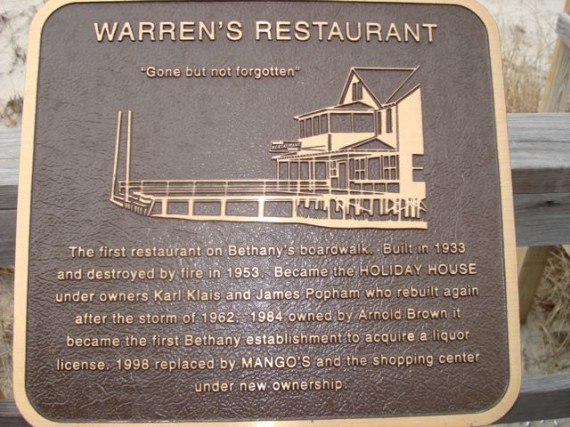 WARREN'S RESTAURANT
"Gone but not forgotten"
RESTAURANT
The first restaurant on Bethany's boardwalk. Built in 1933
and destroyed by fire in 1953. Became the HOLIDAY HOUSE
under owners Karl Klais and James Popham who rebuilt again
after the storm of 1962. 1984 owned by Arnold Brown it
became the first Bethany establishment to acquire a liquor
license. 1998 replaced by MANGO'S and the shopping center
under new ownership.